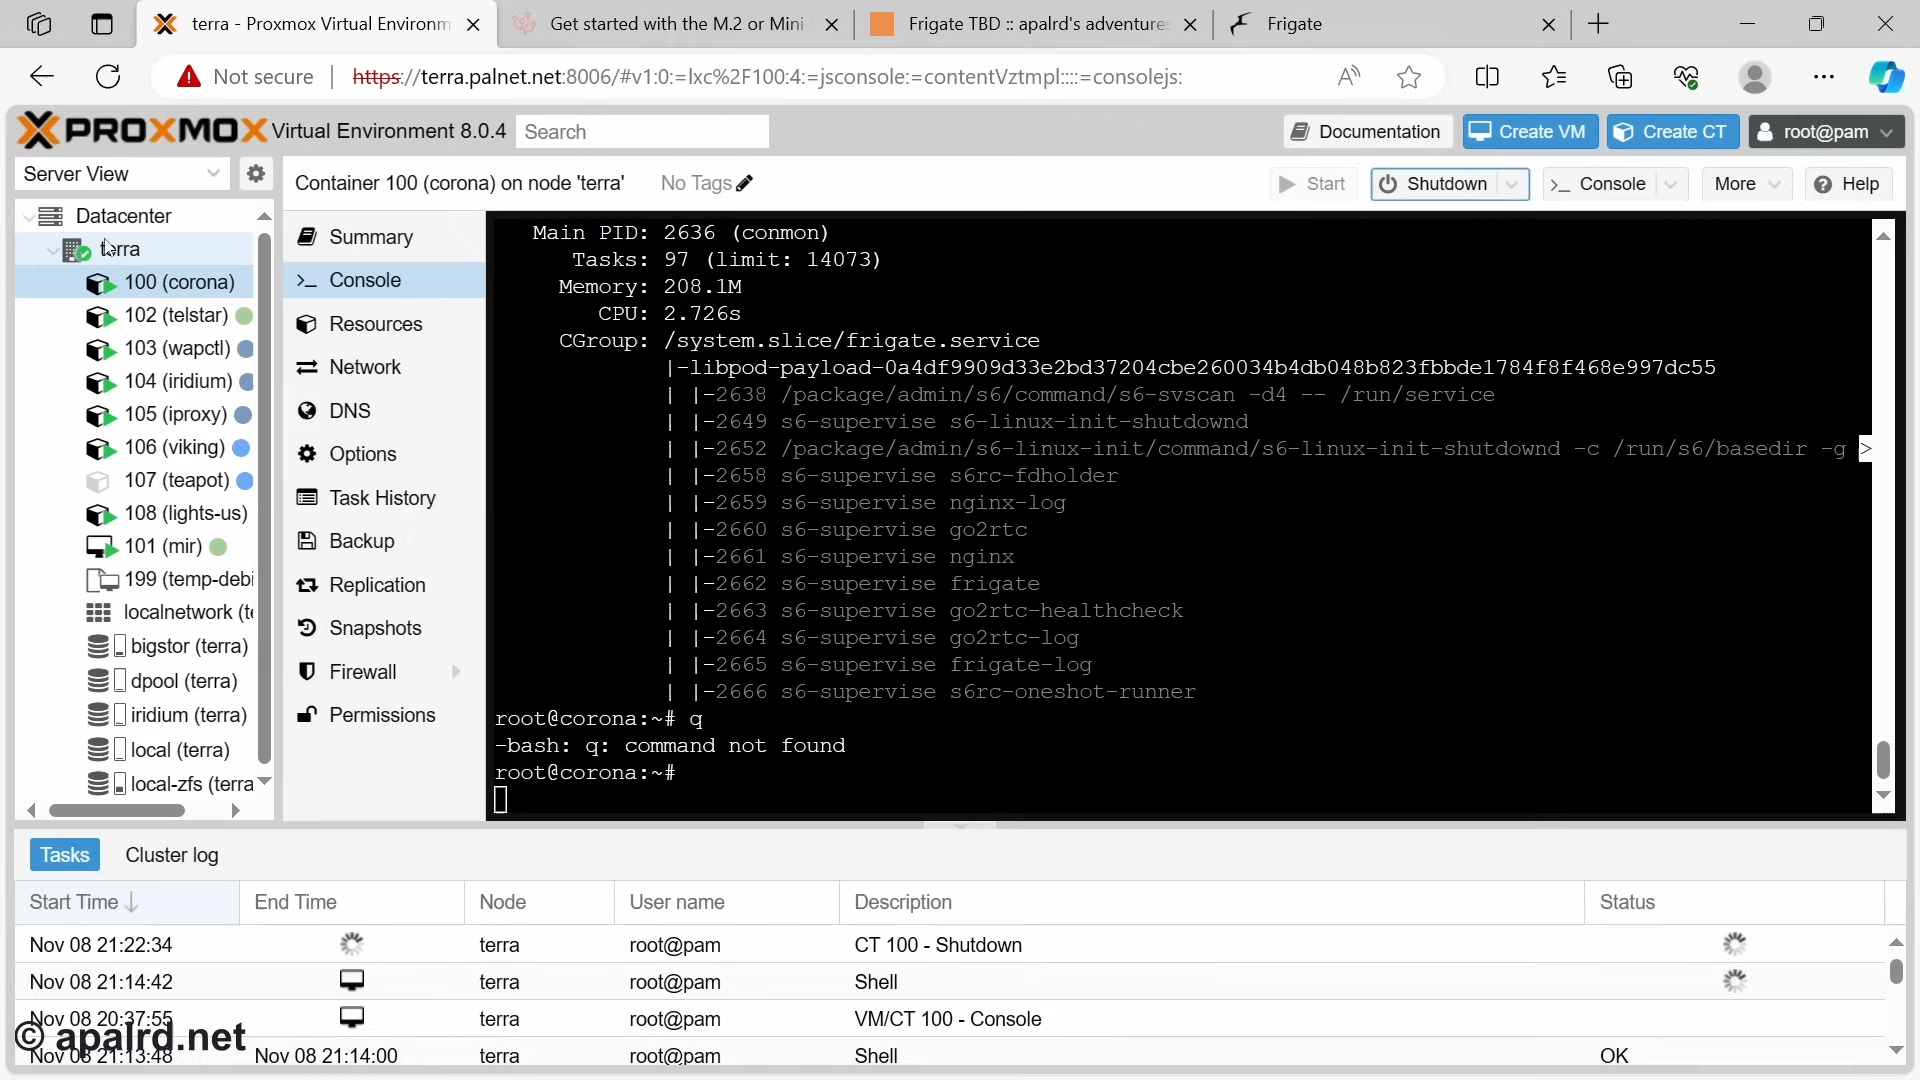 terra - Proxmox Virtual Environm
Get started with the M.2 or Mini
Frigate TBD :: apalrd's adventure
Frigate
Not secure
https://terra.palnet.net:8006/#v1:0:=lxc%2F100:4:=jsconsole:=contentVztmpl::::=consolejs:
PROXMOX Virtual Environment 8.0.4
Search
Documentation
Create VM
Create CT
root@pam
Server View
Container 100 (corona) on node 'terra'
No Tags
Start
Shutdown
Console
More
Help
Datacenter
terra
100 (corona)
102 (telstar)
103 (wapctl)
104 (iridium)
105 (iproxy)
106 (viking)
107 (teapot)
108 (lights-us)
101 (mir)
199 (temp-debi
localnetwork (te
bigstor (terra)
dpool (terra)
iridium (terra)
local (terra)
local-zfs (terra
Summary
Console
Resources
Network
DNS
Options
Task History
Backup
Replication
Snapshots
Firewall
Permissions
Main PID: 2636 (conmon)
Tasks: 97 (limit: 14073)
Memory: 208.1M
CPU: 2.726s
CGroup: /system.slice/frigate.service
|-libpod-payload-0a4df9909d33e2bd37204cbe260034b4db048b823fbbde1784f8f468e997dc55
| |-2638 /package/admin/s6/command/s6-svscan -d4 -- /run/service
| |-2649 s6-supervise s6-linux-init-shutdownd
| |-2652 /package/admin/s6-linux-init/command/s6-linux-init-shutdownd -c /run/s6/basedir -g >
| |-2658 s6-supervise s6rc-fdholder
| |-2659 s6-supervise nginx-log
| |-2660 s6-supervise go2rtc
| |-2661 s6-supervise nginx
| |-2662 s6-supervise frigate
| |-2663 s6-supervise go2rtc-healthcheck
| |-2664 s6-supervise go2rtc-log
| |-2665 s6-supervise frigate-log
| |-2666 s6-supervise s6rc-oneshot-runner
root@corona:~# q
-bash: q: command not found
root@corona:~#
Tasks
Cluster log
Start Time End Time Node User name Description Status
Nov 08 21:22:34 terra root@pam CT 100 - Shutdown
Nov 08 21:14:42 terra root@pam Shell
Nov 08 20:37:55 terra root@pam VM/CT 100 - Console
© apalrd.net
Nov 08 21:13:48 Nov 08 21:14:00 terra root@pam Shell OK